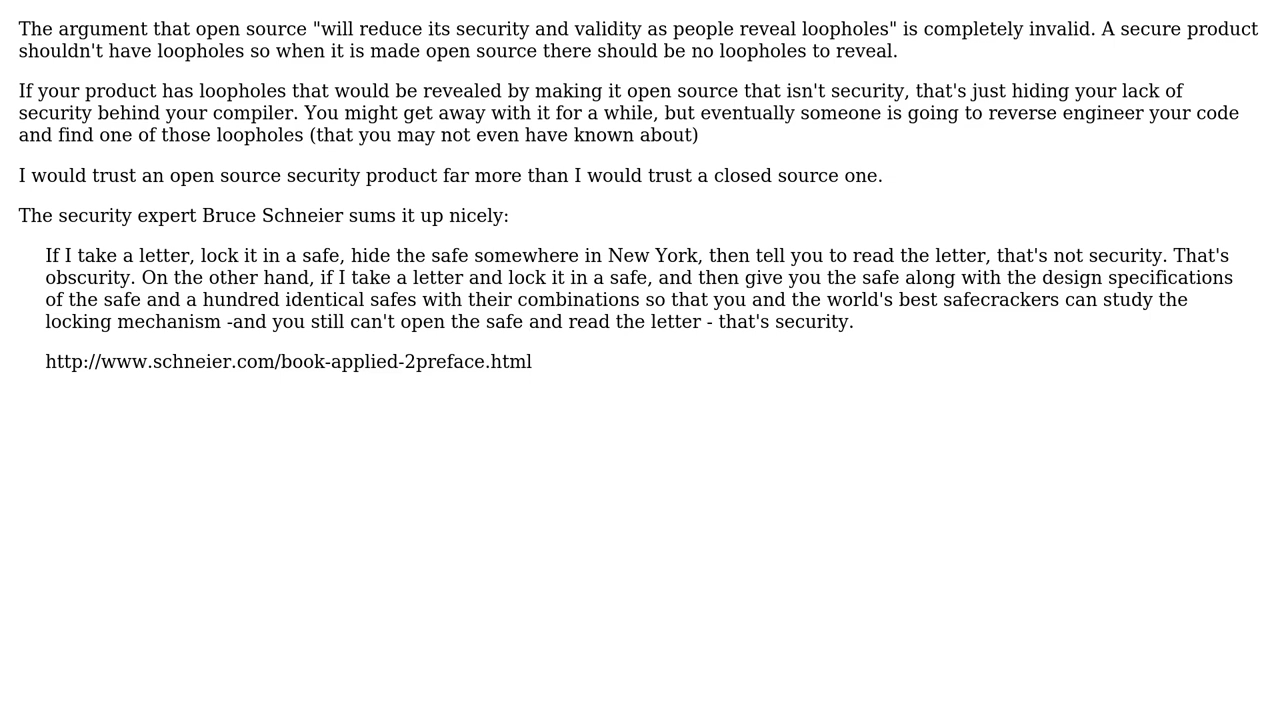 The argument that open source "will reduce its security and validity as people reveal loopholes" is completely invalid. A secure product
shouldn't have loopholes so when it is made open source there should be no loopholes to reveal.
If your product has loopholes that would be revealed by making it open source that isn't security, that's just hiding your lack of
security behind your compiler. You might get away with it for a while, but eventually someone is going to reverse engineer your code
and find one of those loopholes (that you may not even have known about)
I would trust an open source security product far more than I would trust a closed source one.
The security expert Bruce Schneier sums it up nicely:
If I take a letter, lock it in a safe, hide the safe somewhere in New York, then tell you to read the letter, that's not security. That's
obscurity. On the other hand, if I take a letter and lock it in a safe, and then give you the safe along with the design specifications
of the safe and a hundred identical safes with their combinations so that you and the world's best safecrackers can study the
locking mechanism -and you still can't open the safe and read the letter - that's security.
http://www.schneier.com/book-applied-2preface.html